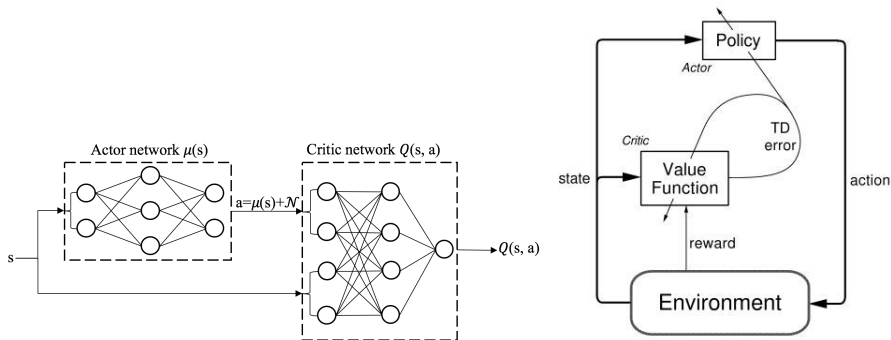 Actor network μ(s)
Critic network Q(s, a)
a=μ(s)+𝒩
s
Q(s, a)
Policy
Actor
Critic
TD
error
Value
Function
state
action
reward
Environment